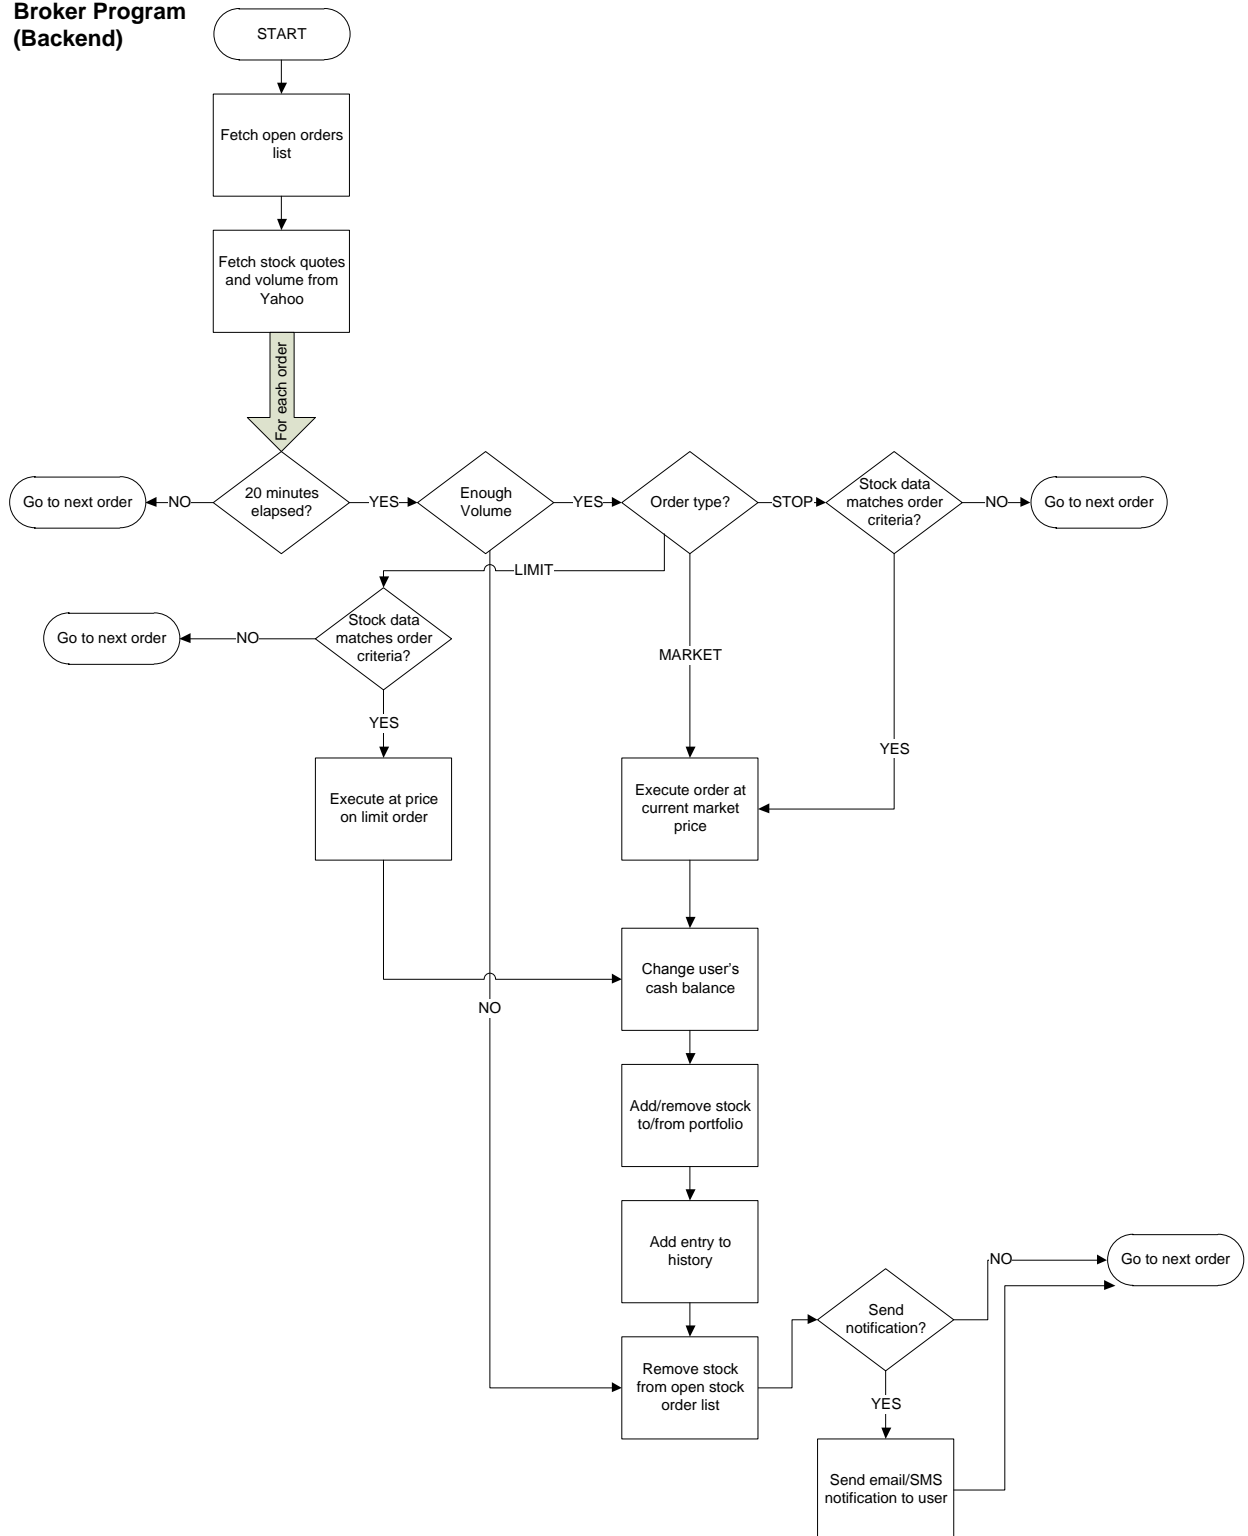 Broker Program
(Backend)
START
Fetch open orders
list
Fetch stock quotes
and volume from
Yahoo
For each order
Go to next order
NO
20 minutes
elapsed?
YES
Enough
Volume
YES
Order type?
STOP
Stock data
matches order
criteria?
NO
Go to next order
LIMIT
Go to next order
NO
Stock data
matches order
criteria?
MARKET
YES
YES
Execute at price
on limit order
Execute order at
current market
price
Change user's
cash balance
NO
Add/remove stock
to/from portfolio
Add entry to
history
NO
Go to next order
Send
notification?
Remove stock
from open stock
order list
YES
Send email/SMS
notification to user